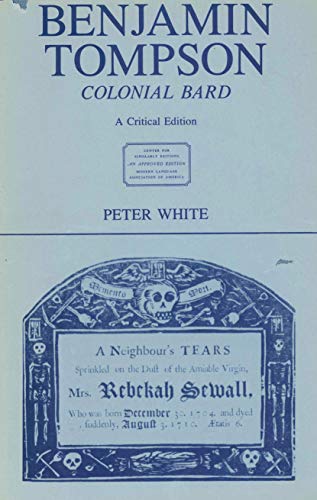 BENJAMIN
TOMPSON
COLONIAL BARD
A Critical Edition
CENTER FOR
SCHOLARLY EDITIONS
AN APPROVED EDITION
MODERN LANGUAGE
ASSOCIATION OF AMERICA
PETER WHITE
Memento Mori.
A Neighbour's TEARS
Sprinkled on the Dust of the Amiable Virgin,
Mrs. Rebekah Sewall,
Who was born December 30. 1704. and dyed
suddenly, August 3. 1710. Ætatis 6.